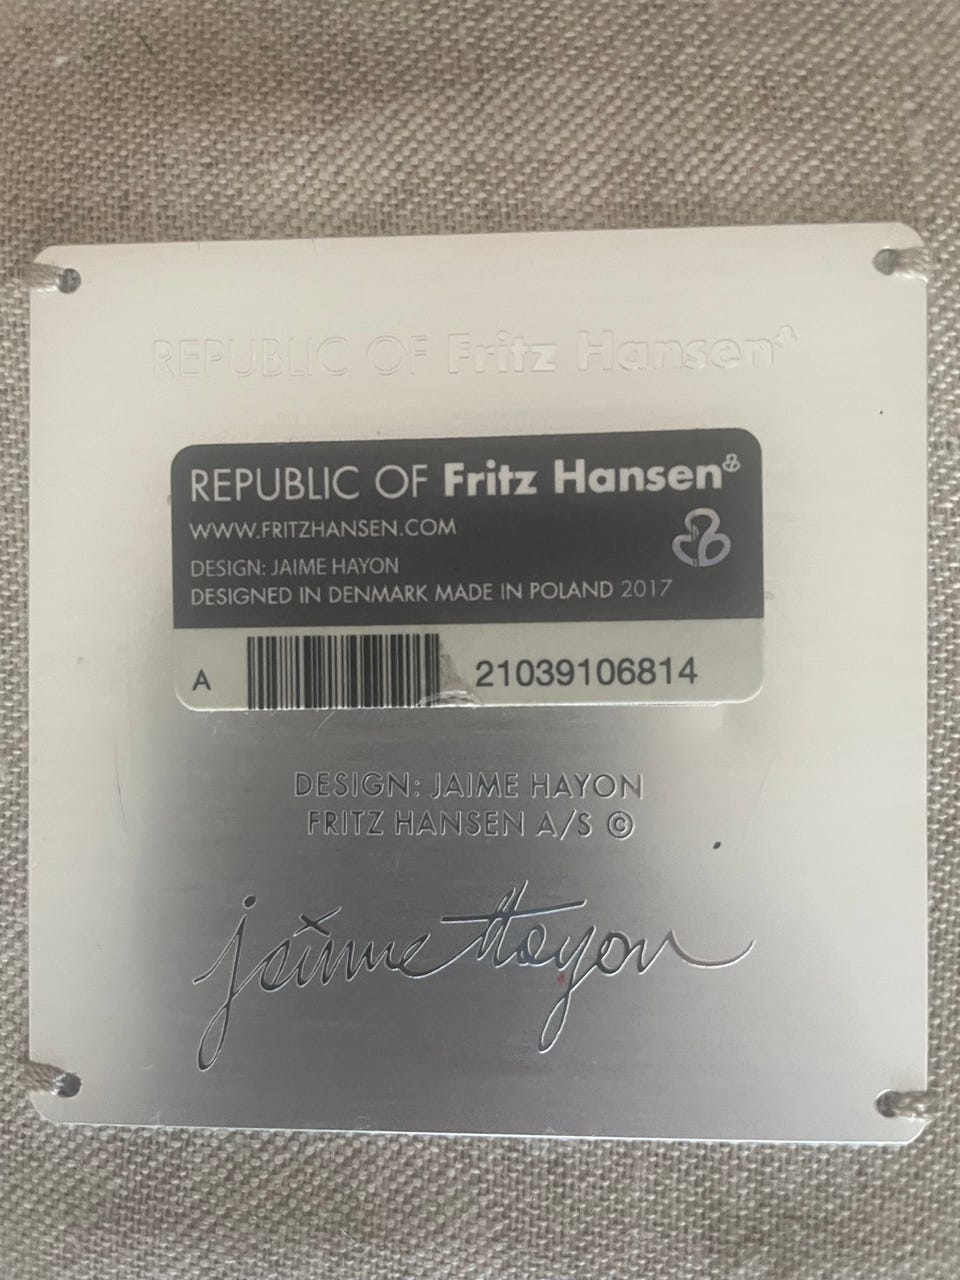 REPUBLIC OF Fritz Hansen
REPUBLIC OF Fritz Hansen
WWW.FRITZHANSEN.COM
DESIGN: JAIME HAYON
DESIGNED IN DENMARK MADE IN POLAND 2017
A 21039106814
DESIGN: JAIME HAYON
FRITZ HANSEN A/S ©
jaime Hayon